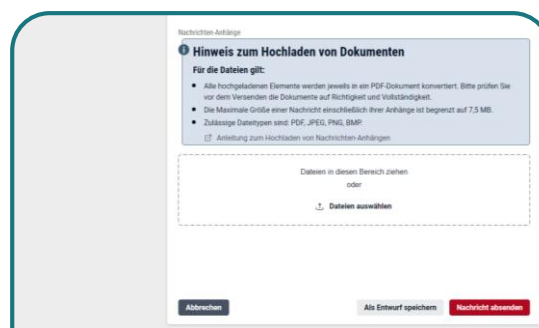 Nachrichten-Anhänge
Hinweis zum Hochladen von Dokumenten
Für die Dateien gilt:
Alle hochgeladenen Elemente werden jeweils in ein PDF-Dokument konvertiert. Bitte prüfen Sie
vor dem Versenden die Dokumente auf Richtigkeit und Vollständigkeit.
Die Maximale Größe einer Nachricht einschließlich ihrer Anhänge ist begrenzt auf 7,5 MB.
Zulässige Dateitypen sind: PDF, JPEG, PNG, BMP.
Anleitung zum Hochladen von Nachrichten-Anhängen
Dateien in diesen Bereich ziehen
oder
Dateien auswählen
Abbrechen Als Entwurf speichern Nachricht absenden